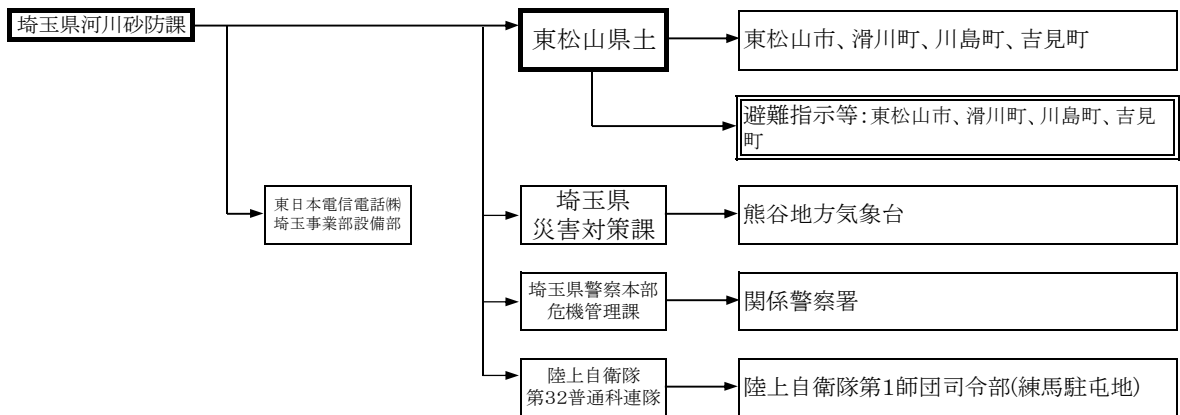 埼玉県河川砂防課
東松山県土
東松山市、滑川町、川島町、吉見町
避難指示等：東松山市、滑川町、川島町、吉見
町
東日本電信電話㈱
埼玉事業部設備部
埼玉県
災害対策課
熊谷地方気象台
埼玉県警察本部
危機管理課
関係警察署
陸上自衛隊
第32普通科連隊
陸上自衛隊第1師団司令部(練馬駐屯地)